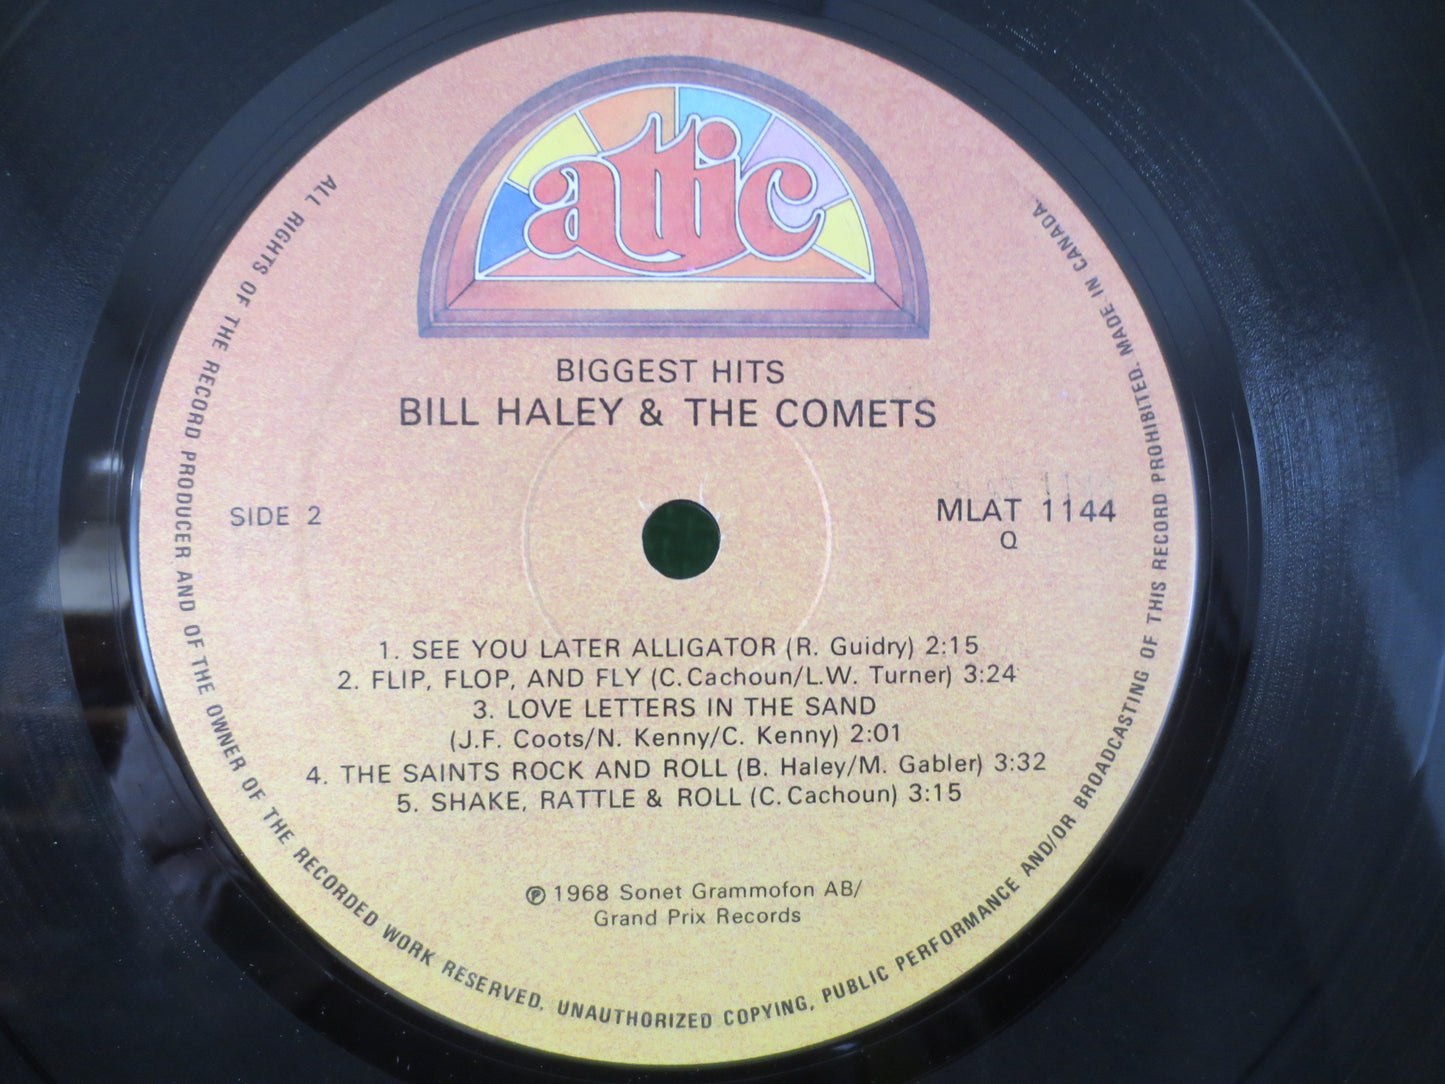 attic
BIGGEST HITS
BILL HALEY & THE COMETS
SIDE 2
MLAT 1144
Q
1. SEE YOU LATER ALLIGATOR (R. Guidry) 2:15
2. FLIP, FLOP, AND FLY (C. Cachoun/L.W. Turner) 3:24
3. LOVE LETTERS IN THE SAND
(J.F. Coots/N. Kenny/C. Kenny) 2:01
4. THE SAINTS ROCK AND ROLL (B. Haley/M. Gabler) 3:32
5. SHAKE, RATTLE & ROLL (C. Cachoun) 3:15
℗ 1968 Sonet Grammofon AB/
Grand Prix Records
ALL RIGHTS OF THE RECORD PRODUCER AND OF THE OWNER OF THE RECORDED WORK RESERVED. UNAUTHORIZED COPYING, PUBLIC PERFORMANCE AND/OR BROADCASTING OF THIS RECORD PROHIBITED. MADE IN CANADA.